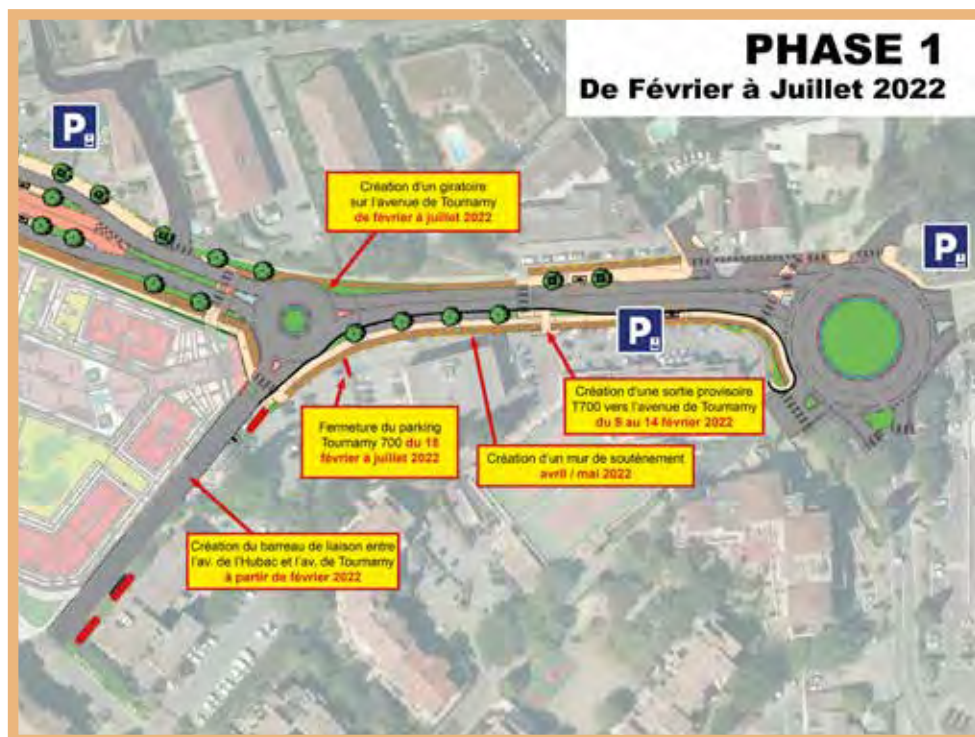 PHASE 1
De Février à Juillet 2022
P
P
Création d'un giratoire
sur l'avenue de Tournamy
de février à juillet 2022
P
Création d'une sortie provisoire
T700 vers l'avenue de Tournamy
du 8 au 14 février 2022
Fermeture du parking
Tournamy 700 du 15
février à juillet 2022
Création d'un mur de soutènement
avril / mai 2022
Création du barreau de liaison entre
l'av. de l'Hubac et l'av. de Tournamy
à partir de février 2022